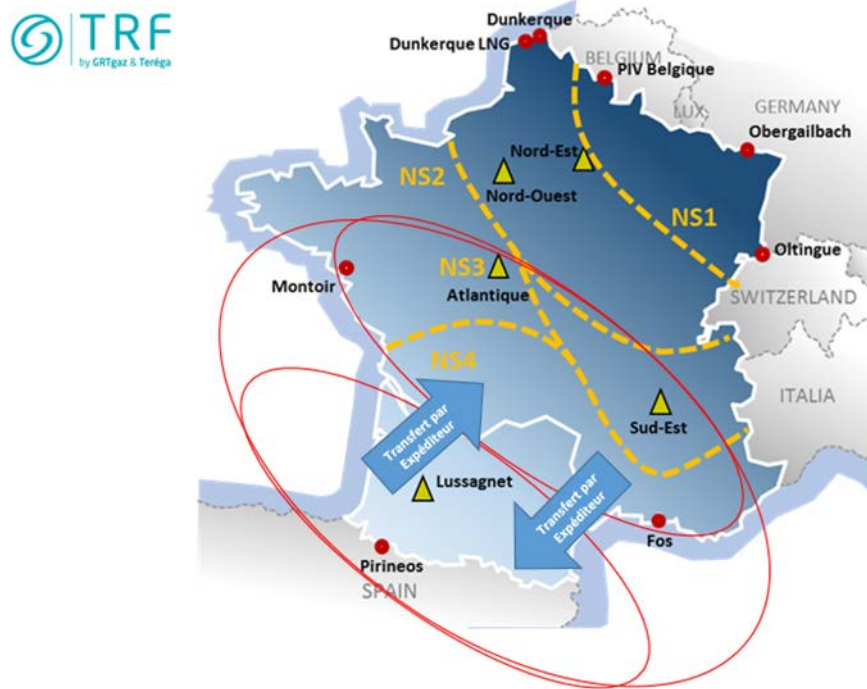 TRF
by GRTgaz & Teréga
Dunkerque
Dunkerque LNG
BELGIUM
PIV Belgique
LUX
GERMANY
Obergailbach
Nord-Est
NS2
Nord-Ouest
NS1
Oltingue
NS3
Montoir
Atlantique
SWITZERLAND
NS4
ITALIA
Sud-Est
Transfert par
Expéditeur
Lussagnet
Transfert par
Expéditeur
Fos
Pirineos
SPAIN